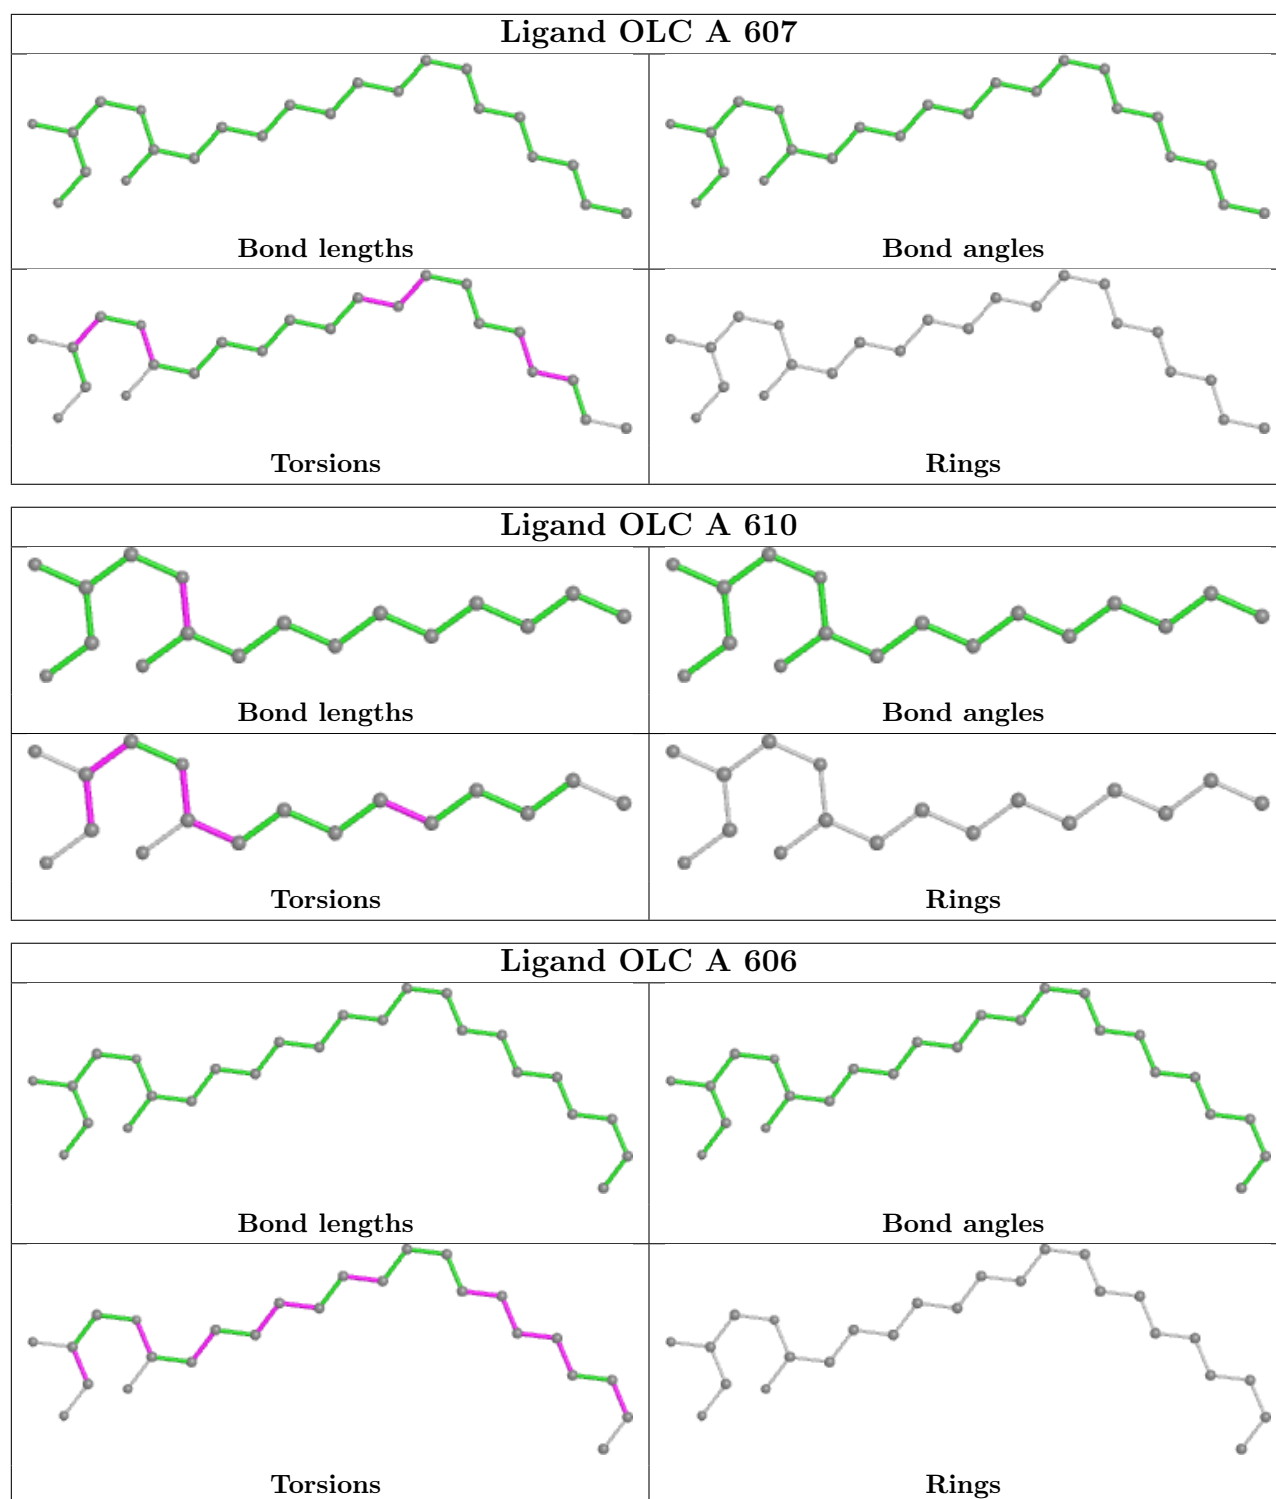 Ligand OLC A 607
Bond lengths
Bond angles
Torsions
Rings
Ligand OLC A 610
Bond lengths
Bond angles
Torsions
Rings
Ligand OLC A 606
Bond lengths
Bond angles
Torsions
Rings